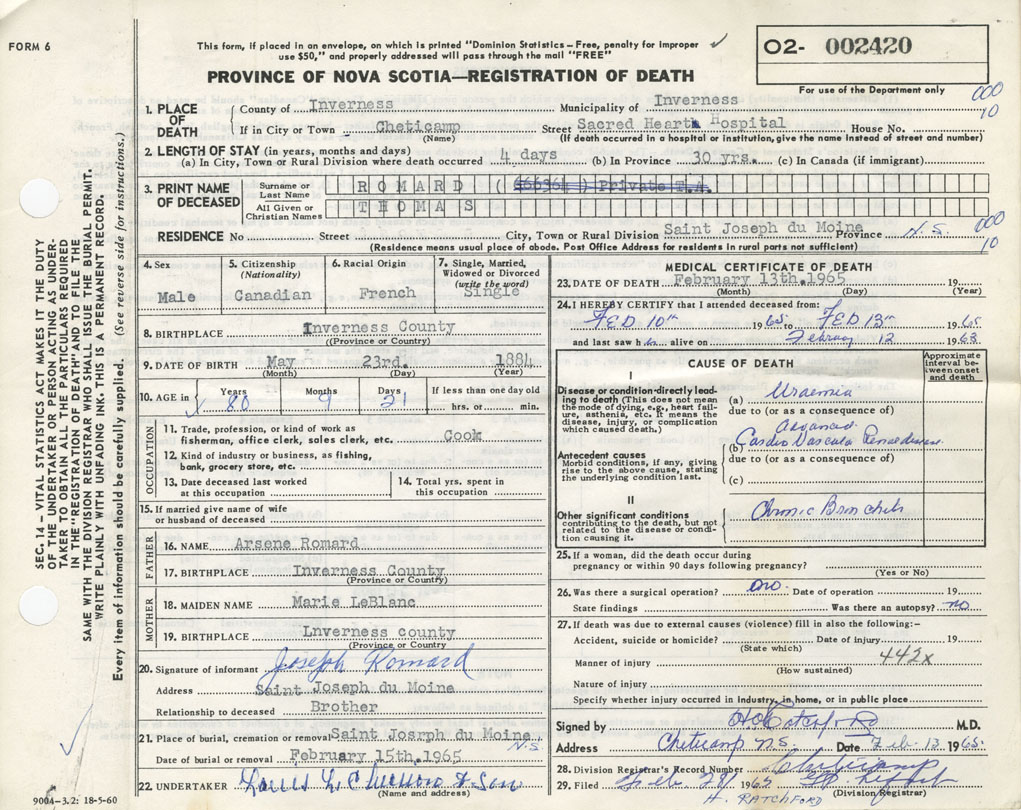 FORM 6
This form, if placed in an envelope, on which is printed "Dominion Statistics – Free, penalty for improper
use $50," and properly addressed will pass through the mail "FREE"
PROVINCE OF NOVA SCOTIA—REGISTRATION OF DEATH
02- 002420
For use of the Department only
000
10
1. PLACE OF DEATH
County of Inverness Municipality of Inverness
If in City or Town Cheticamp Street Sacred Heart Hospital House No.
(Name) (If death occurred in a hospital or institution, give the name instead of street and number)
2. LENGTH OF STAY (in years, months and days)
(a) In City, Town or Rural Division where death occurred 4 days (b) In Province 30 yrs. (c) In Canada (if immigrant)
3. PRINT NAME OF DECEASED
Surname or Last Name ROMARD ( ) Private T.A.
All Given or Christian Names THOMAS
RESIDENCE No Street City, Town or Rural Division Saint Joseph du Moine Province N.S.
000
10
(Residence means usual place of abode. Post Office Address for residents in rural parts not sufficient)
4. Sex Male
5. Citizenship (Nationality) Canadian
6. Racial Origin French
7. Single, Married, Widowed or Divorced (write the word) Single
8. BIRTHPLACE Inverness County
((Province or Country)
9. DATE OF BIRTH May 23rd. 1884
(Month) (Day) (Year)
10. AGE in Years 80 Months 9 Days 21 If less than one day old
hrs. or min.
OCCUPATION
11. Trade, profession, or kind of work as
fisherman, office clerk, sales clerk, etc. Cook
12. Kind of industry or business, as fishing,
bank, grocery store, etc.
13. Date deceased last worked
at this occupation
14. Total yrs. spent in
this occupation
15. If married give name of wife
or husband of deceased
FATHER
16. NAME Arsene Romard
17. BIRTHPLACE Inverness County
(Province or Country)
MOTHER
18. MAIDEN NAME Marie LeBlanc
19. BIRTHPLACE Lnverness county
(Province or Country)
20. Signature of informant Joseph Romard
Address Saint Joseph du Moine
Relationship to deceased Brother
21. Place of burial, cremation or removal Saint Josrph du Moine
N.S.
Date of burial or removal February 15th.1965
22. UNDERTAKER & Son
(Name and address)
9004-3.2: 18-5-60
MEDICAL CERTIFICATE OF DEATH
23. DATE OF DEATH February 13th.1965 19
(Month) (Day) (Year)
24. I HEREBY CERTIFY that I attended deceased from:
FED 10th 1965 to FED 13th 1965
and last saw h alive on 12 196
CAUSE OF DEATH
Approximate interval between onset and death
I
Disease or condition directly leading to death (This does not mean the mode of dying, e.g., heart failure, asthenia, etc. It means the disease, injury, or complication which caused death.)
(a) Uraemia
due to (or as a consequence of)
advanced
(b) Cardio Vascula Renal disease
due to (or as a consequence of)
Antecedent causes
Morbid conditions, if any, giving rise to the above cause, stating the underlying condition last.
(c)
II
Other significant conditions
contributing to the death, but not related to the disease or condition causing it.
Chronic Bronchitis
25. If a woman, did the death occur during
pregnancy or within 90 days following pregnancy?
(Yes or No)
26. Was there a surgical operation? no. Date of operation 19
State findings Was there an autopsy? no
27. If death was due to external causes (violence) fill in also the following:–
Accident, suicide or homicide? Date of injury 19
(State which)
442x
Manner of injury
(How sustained)
Nature of injury
Specify whether injury occurred in industry, in home, or in public place
Signed by M.D.
Address Cheticamp N.S. Date Feb. 13 1965
28. Division Registrar's Record Number
29. Filed Feb 28 1965 Cheticamp
(Division Registrar)
H. RATCHFORD
SEC. 14 – VITAL STATISTICS ACT MAKES IT THE DUTY
OF THE UNDERTAKER OR PERSON ACTING AS UNDER-
TAKER TO OBTAIN ALL THE PARTICULARS REQUIRED
IN THE "REGISTRATION OF DEATH" AND TO FILE THE
SAME WITH THE DIVISION REGISTRAR WHO SHALL ISSUE THE BURIAL PERMIT.
WRITE PLAINLY WITH UNFADING INK. THIS IS A PERMANENT RECORD.
Every item of information should be carefully supplied. (See reverse side for instructions.)